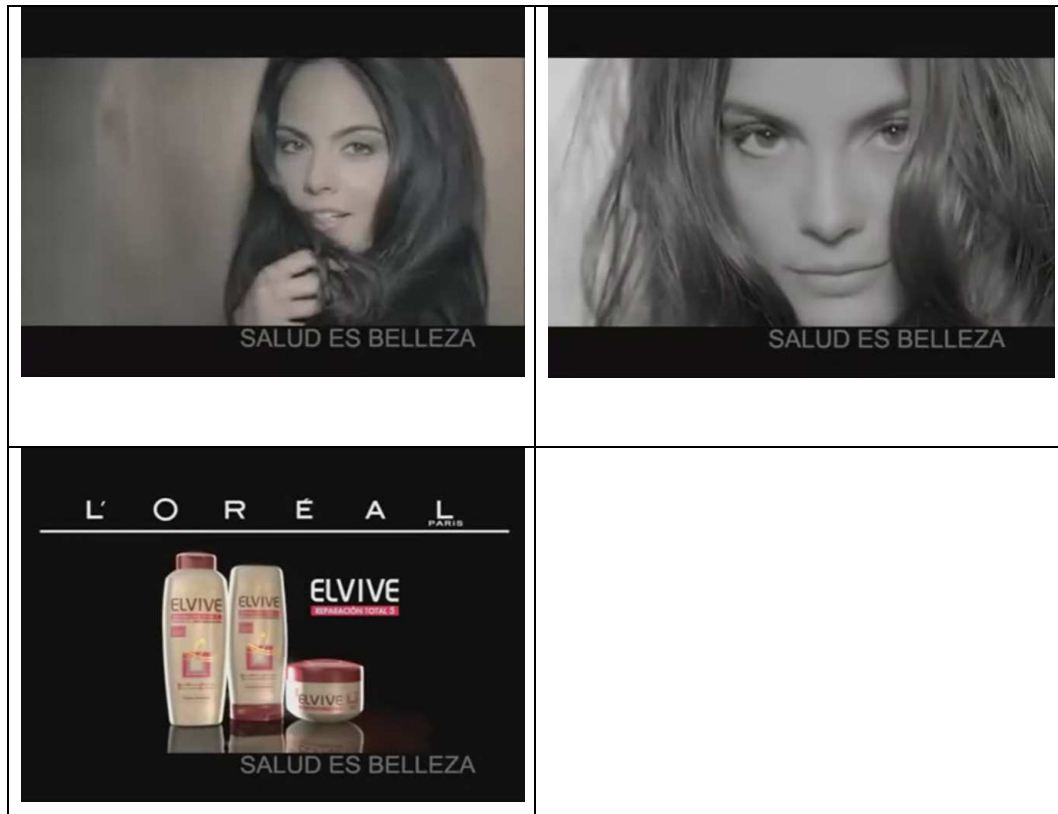 SALUD ES BELLEZA
SALUD ES BELLEZA
L'ORÉAL
PARIS
ELVIVE
REPARACIÓN TOTAL 5
ELVIVE
ELVIVE
ELVIVE
SALUD ES BELLEZA